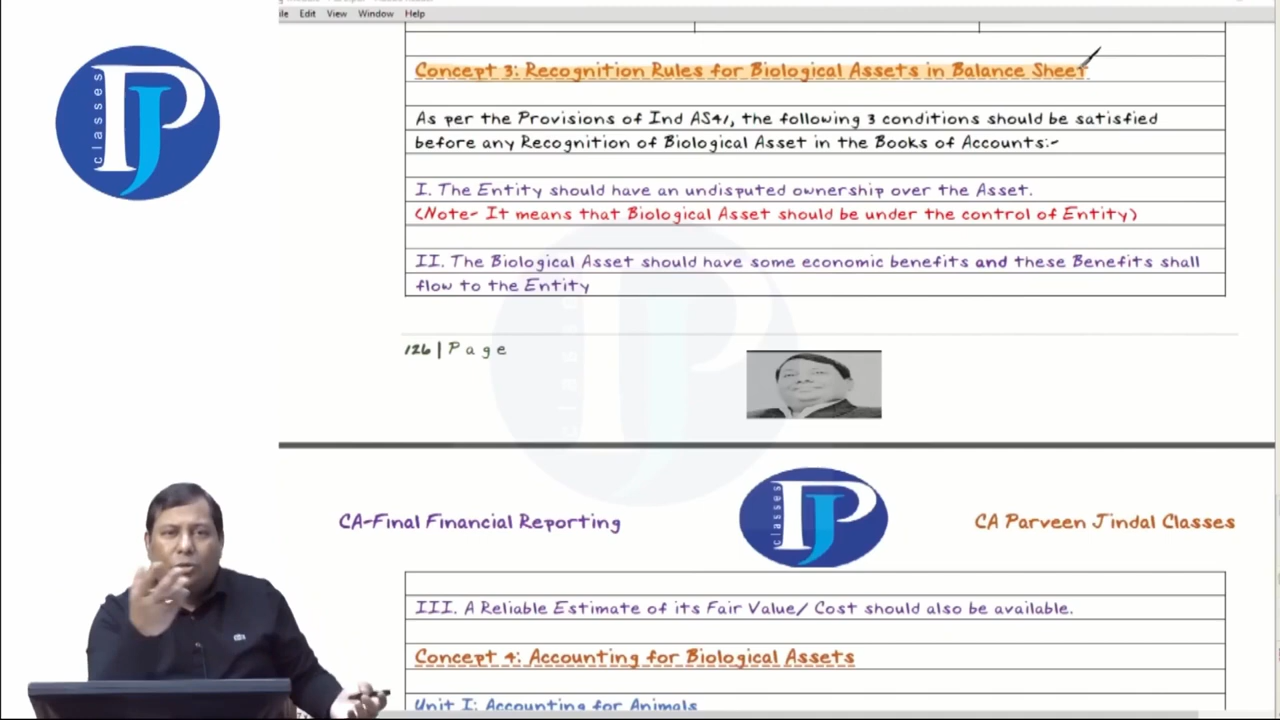 ile Edit View Window Help
classes PJ
Concept 3: Recognition Rules for Biological Assets in Balance Sheet
As per the Provisions of Ind AS41, the following 3 conditions should be satisfied
before any Recognition of Biological Asset in the Books of Accounts:-
I. The Entity should have an undisputed ownership over the Asset.
(Note- It means that Biological Asset should be under the control of Entity)
II. The Biological Asset should have some economic benefits and these Benefits shall
flow to the Entity
126 | Page
CA-Final Financial Reporting
classes PJ
CA Parveen Jindal Classes
III. A Reliable Estimate of its Fair Value/ Cost should also be available.
Concept 4: Accounting for Biological Assets
Unit I: Accounting for Animals